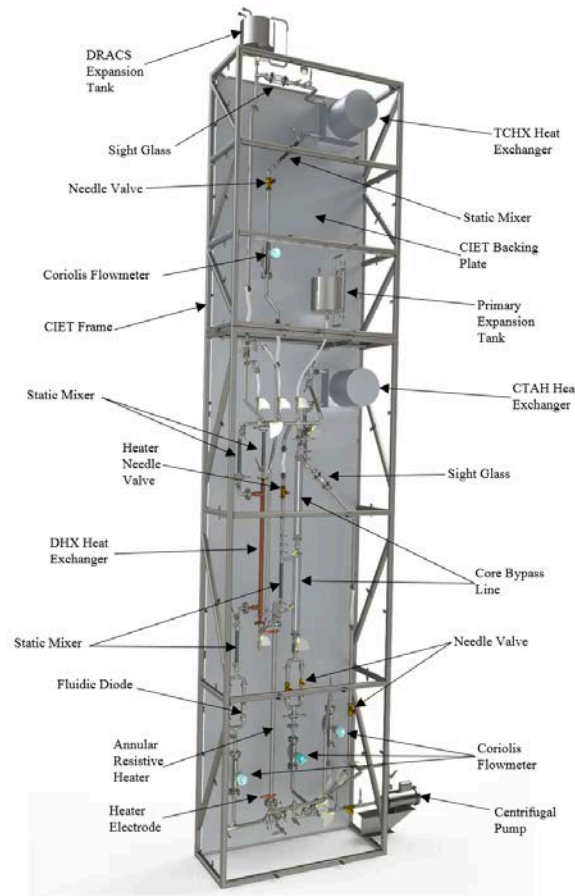 DRACS
Expansion
Tank
Sight Glass
Needle Valve
Coriolis Flowmeter
CIET Frame
Static Mixer
Heater
Needle
Valve
DHX Heat
Exchanger
Static Mixer
Fluidic Diode
Annular
Resistive
Heater
Heater
Electrode
TCHX Heat
Exchanger
Static Mixer
CIET Backing
Plate
Primary
Expansion
Tank
CTAH Heat
Exchanger
Sight Glass
Core Bypass
Line
Needle Valve
Coriolis
Flowmeter
Centrifugal
Pump